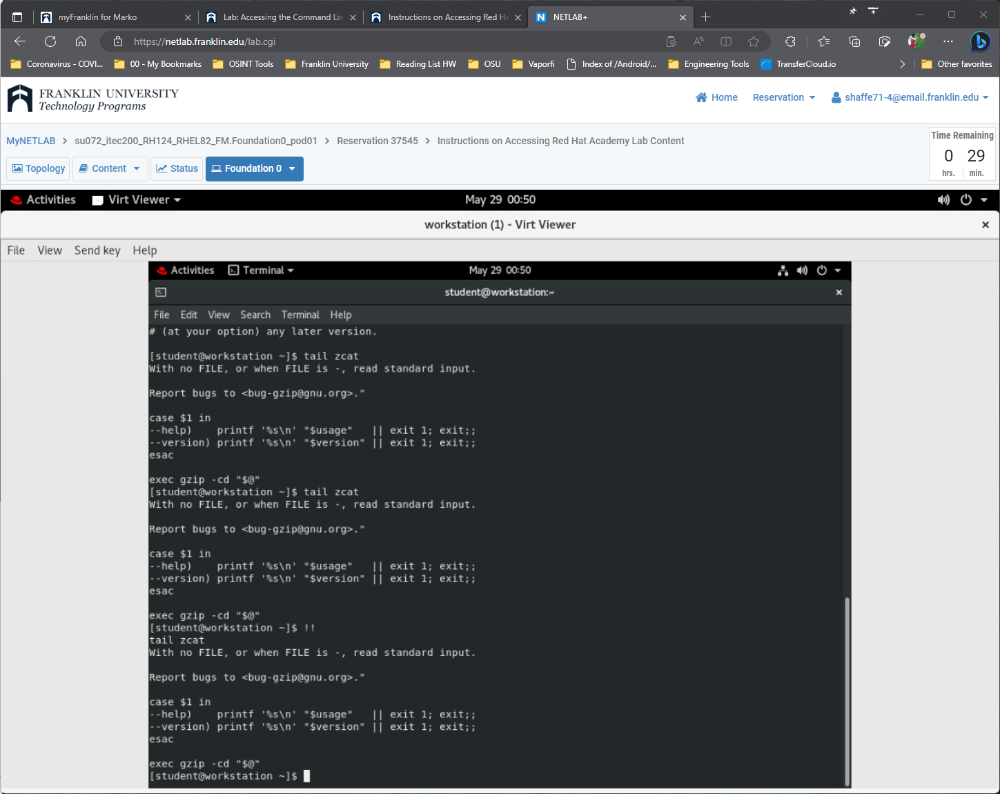 myFranklin for Marko
Lab: Accessing the Command Lin
Instructions on Accessing Red Ha
NETLAB+
https://netlab.franklin.edu/lab.cgi
Coronavirus - COVI...
00 - My Bookmarks
OSINT Tools
Franklin University
Reading List HW
OSU
Vaporfi
Index of /Android/...
Engineering Tools
TransferCloud.io
Other favorites
FRANKLIN UNIVERSITY
Technology Programs
Home
Reservation
shaffe71-4@email.franklin.edu
MyNETLAB > su072_itec200_RH124_RHEL82_FM.Foundation0_pod01 > Reservation 37545 > Instructions on Accessing Red Hat Academy Lab Content
Time Remaining
0 29
hrs. min.
Topology
Content
Status
Foundation 0
Activities
Virt Viewer
May 29 00:50
workstation (1) - Virt Viewer
File View Send key Help
Activities
Terminal
May 29 00:50
student@workstation:~
File Edit View Search Terminal Help
# (at your option) any later version.
[student@workstation ~]$ tail zcat
With no FILE, or when FILE is -, read standard input.
Report bugs to <bug-gzip@gnu.org>."
case $1 in
--help)    printf '%s\n' "$usage"   || exit 1; exit;;
--version) printf '%s\n' "$version" || exit 1; exit;;
esac
exec gzip -cd "$@"
[student@workstation ~]$ tail zcat
With no FILE, or when FILE is -, read standard input.
Report bugs to <bug-gzip@gnu.org>."
case $1 in
--help)    printf '%s\n' "$usage"   || exit 1; exit;;
--version) printf '%s\n' "$version" || exit 1; exit;;
esac
exec gzip -cd "$@"
[student@workstation ~]$ !!
tail zcat
With no FILE, or when FILE is -, read standard input.
Report bugs to <bug-gzip@gnu.org>."
case $1 in
--help)    printf '%s\n' "$usage"   || exit 1; exit;;
--version) printf '%s\n' "$version" || exit 1; exit;;
esac
exec gzip -cd "$@"
[student@workstation ~]$